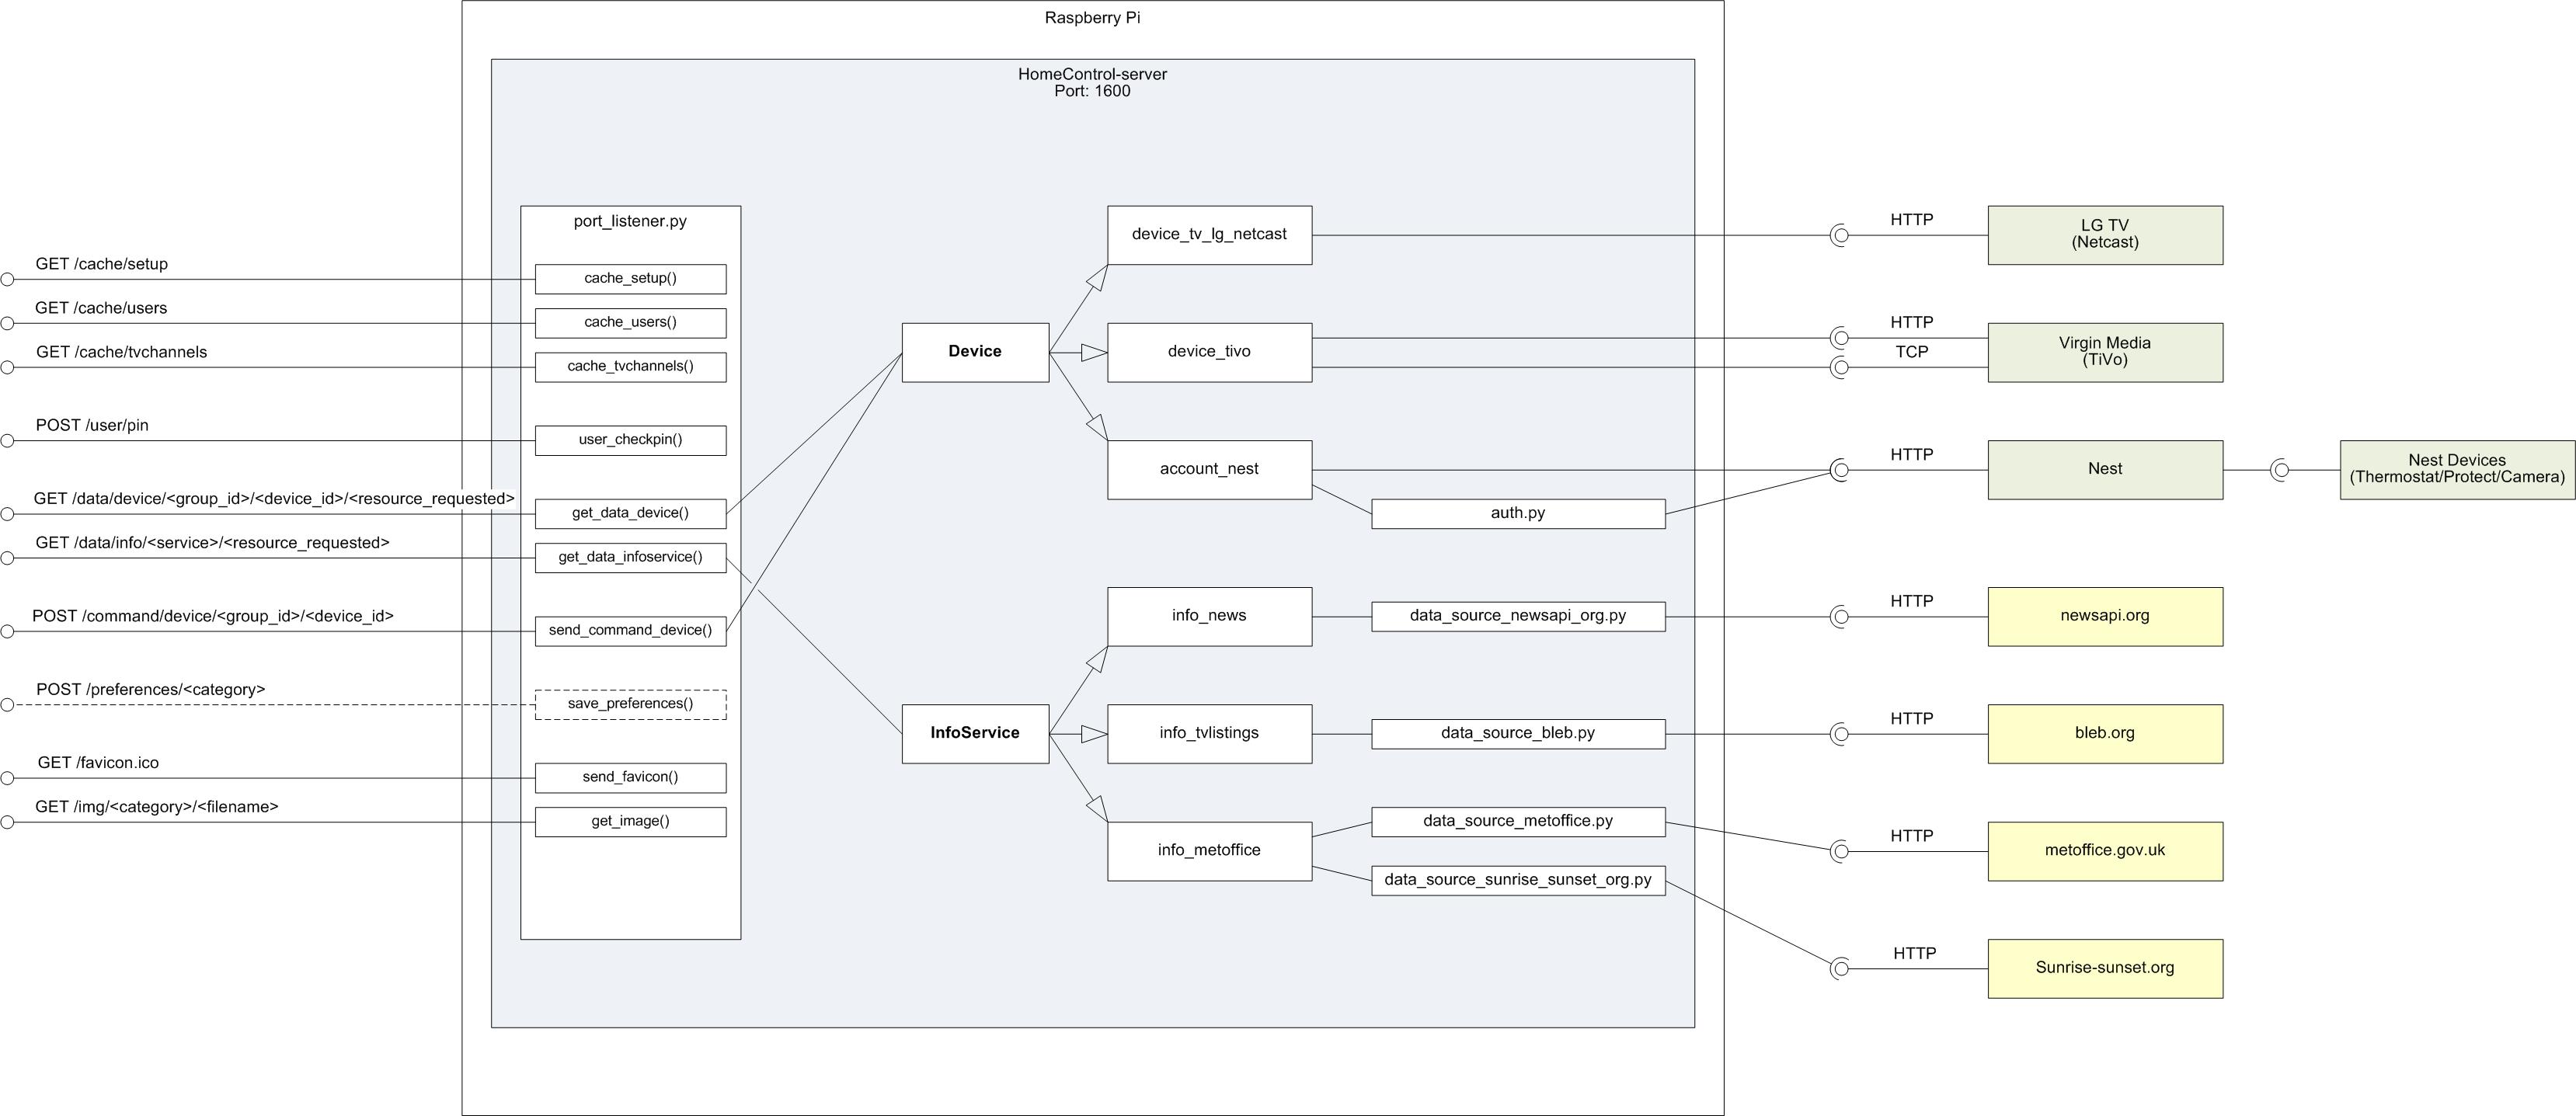 Raspberry Pi
HomeControl-server
Port: 1600
port_listener.py
GET /cache/setup
cache_setup()
GET /cache/users
cache_users()
GET /cache/tvchannels
cache_tvchannels()
POST /user/pin
user_checkpin()
GET /data/device/<group_id>/<device_id>/<resource_requested>
get_data_device()
GET /data/info/<service>/<resource_requested>
get_data_infoservice()
POST /command/device/<group_id>/<device_id>
send_command_device()
POST /preferences/<category>
save_preferences()
GET /favicon.ico
send_favicon()
GET /img/<category>/<filename>
get_image()
Device
device_tv_lg_netcast
HTTP
LG TV
(Netcast)
device_tivo
HTTP
TCP
Virgin Media
(TiVo)
account_nest
auth.py
HTTP
Nest
Nest Devices
(Thermostat/Protect/Camera)
InfoService
info_news
data_source_newsapi_org.py
HTTP
newsapi.org
info_tvlistings
data_source_bleb.py
HTTP
bleb.org
info_metoffice
data_source_metoffice.py
HTTP
metoffice.gov.uk
data_source_sunrise_sunset_org.py
HTTP
Sunrise-sunset.org